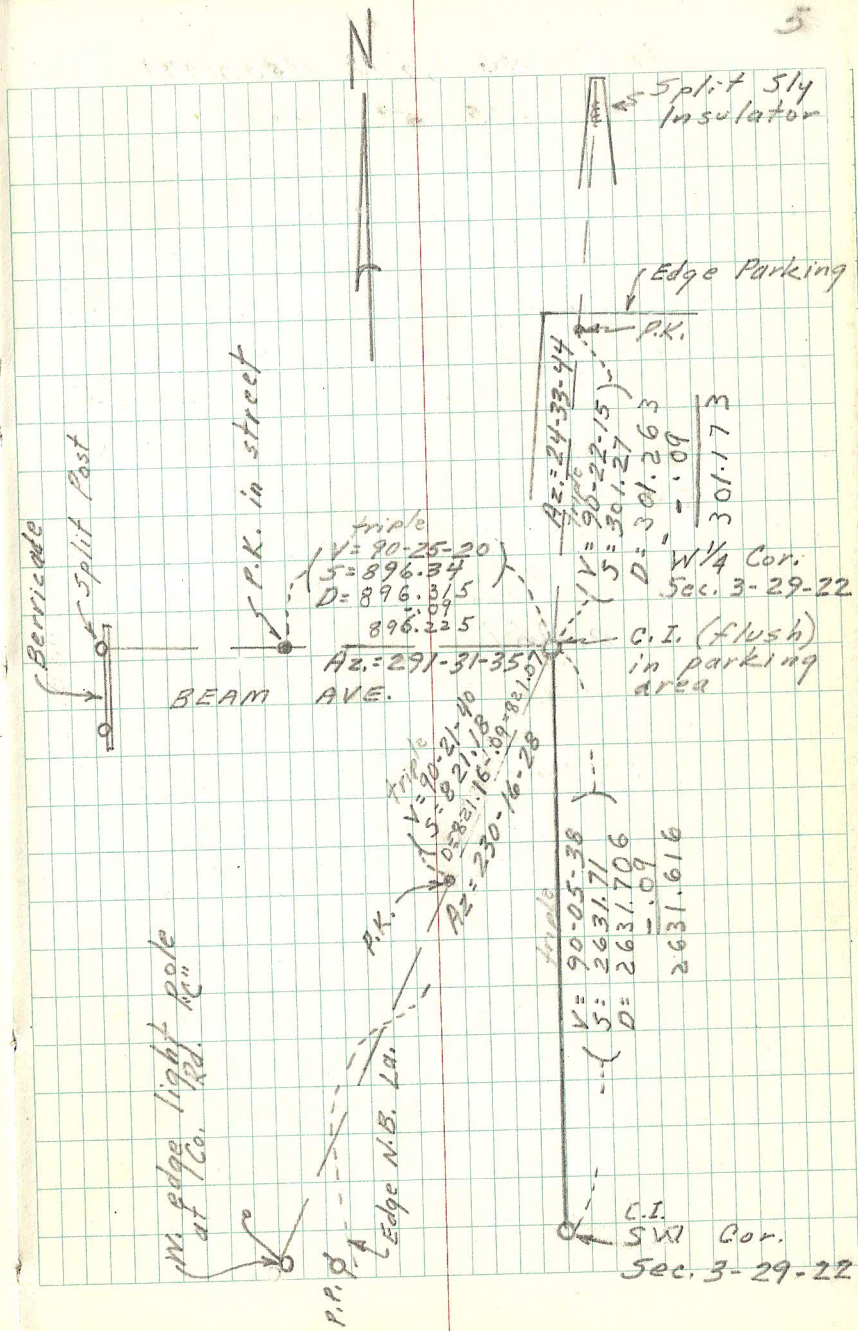 5
N
Split Sly
Insulator
Edge Parking
P.K.
Az.=24-33-44
triple
V= 90-22-15
S= 301.27
D= 301.263
-.09
301.173
W 1/4 Cor.
Sec. 3-29-22
C.I. (flush)
in parking
area
Berricade
Split Post
P.K. in street
triple
V= 90-25-20
S= 896.34
D= 896.315
-.09
896.225
Az.=291-31-35
BEAM AVE.
triple
V= 90-21-40
S= 821.18
D=821.16-.09=821.07
Az= 230-16-28
P.K.
W. edge light pole
at Co. Rd. "C"
P.P.
Edge N.B. La.
triple
V= 90-05-38
S= 2631.71
D= 2631.706
-.09
2631.616
C.I.
SW Cor.
Sec. 3-29-22